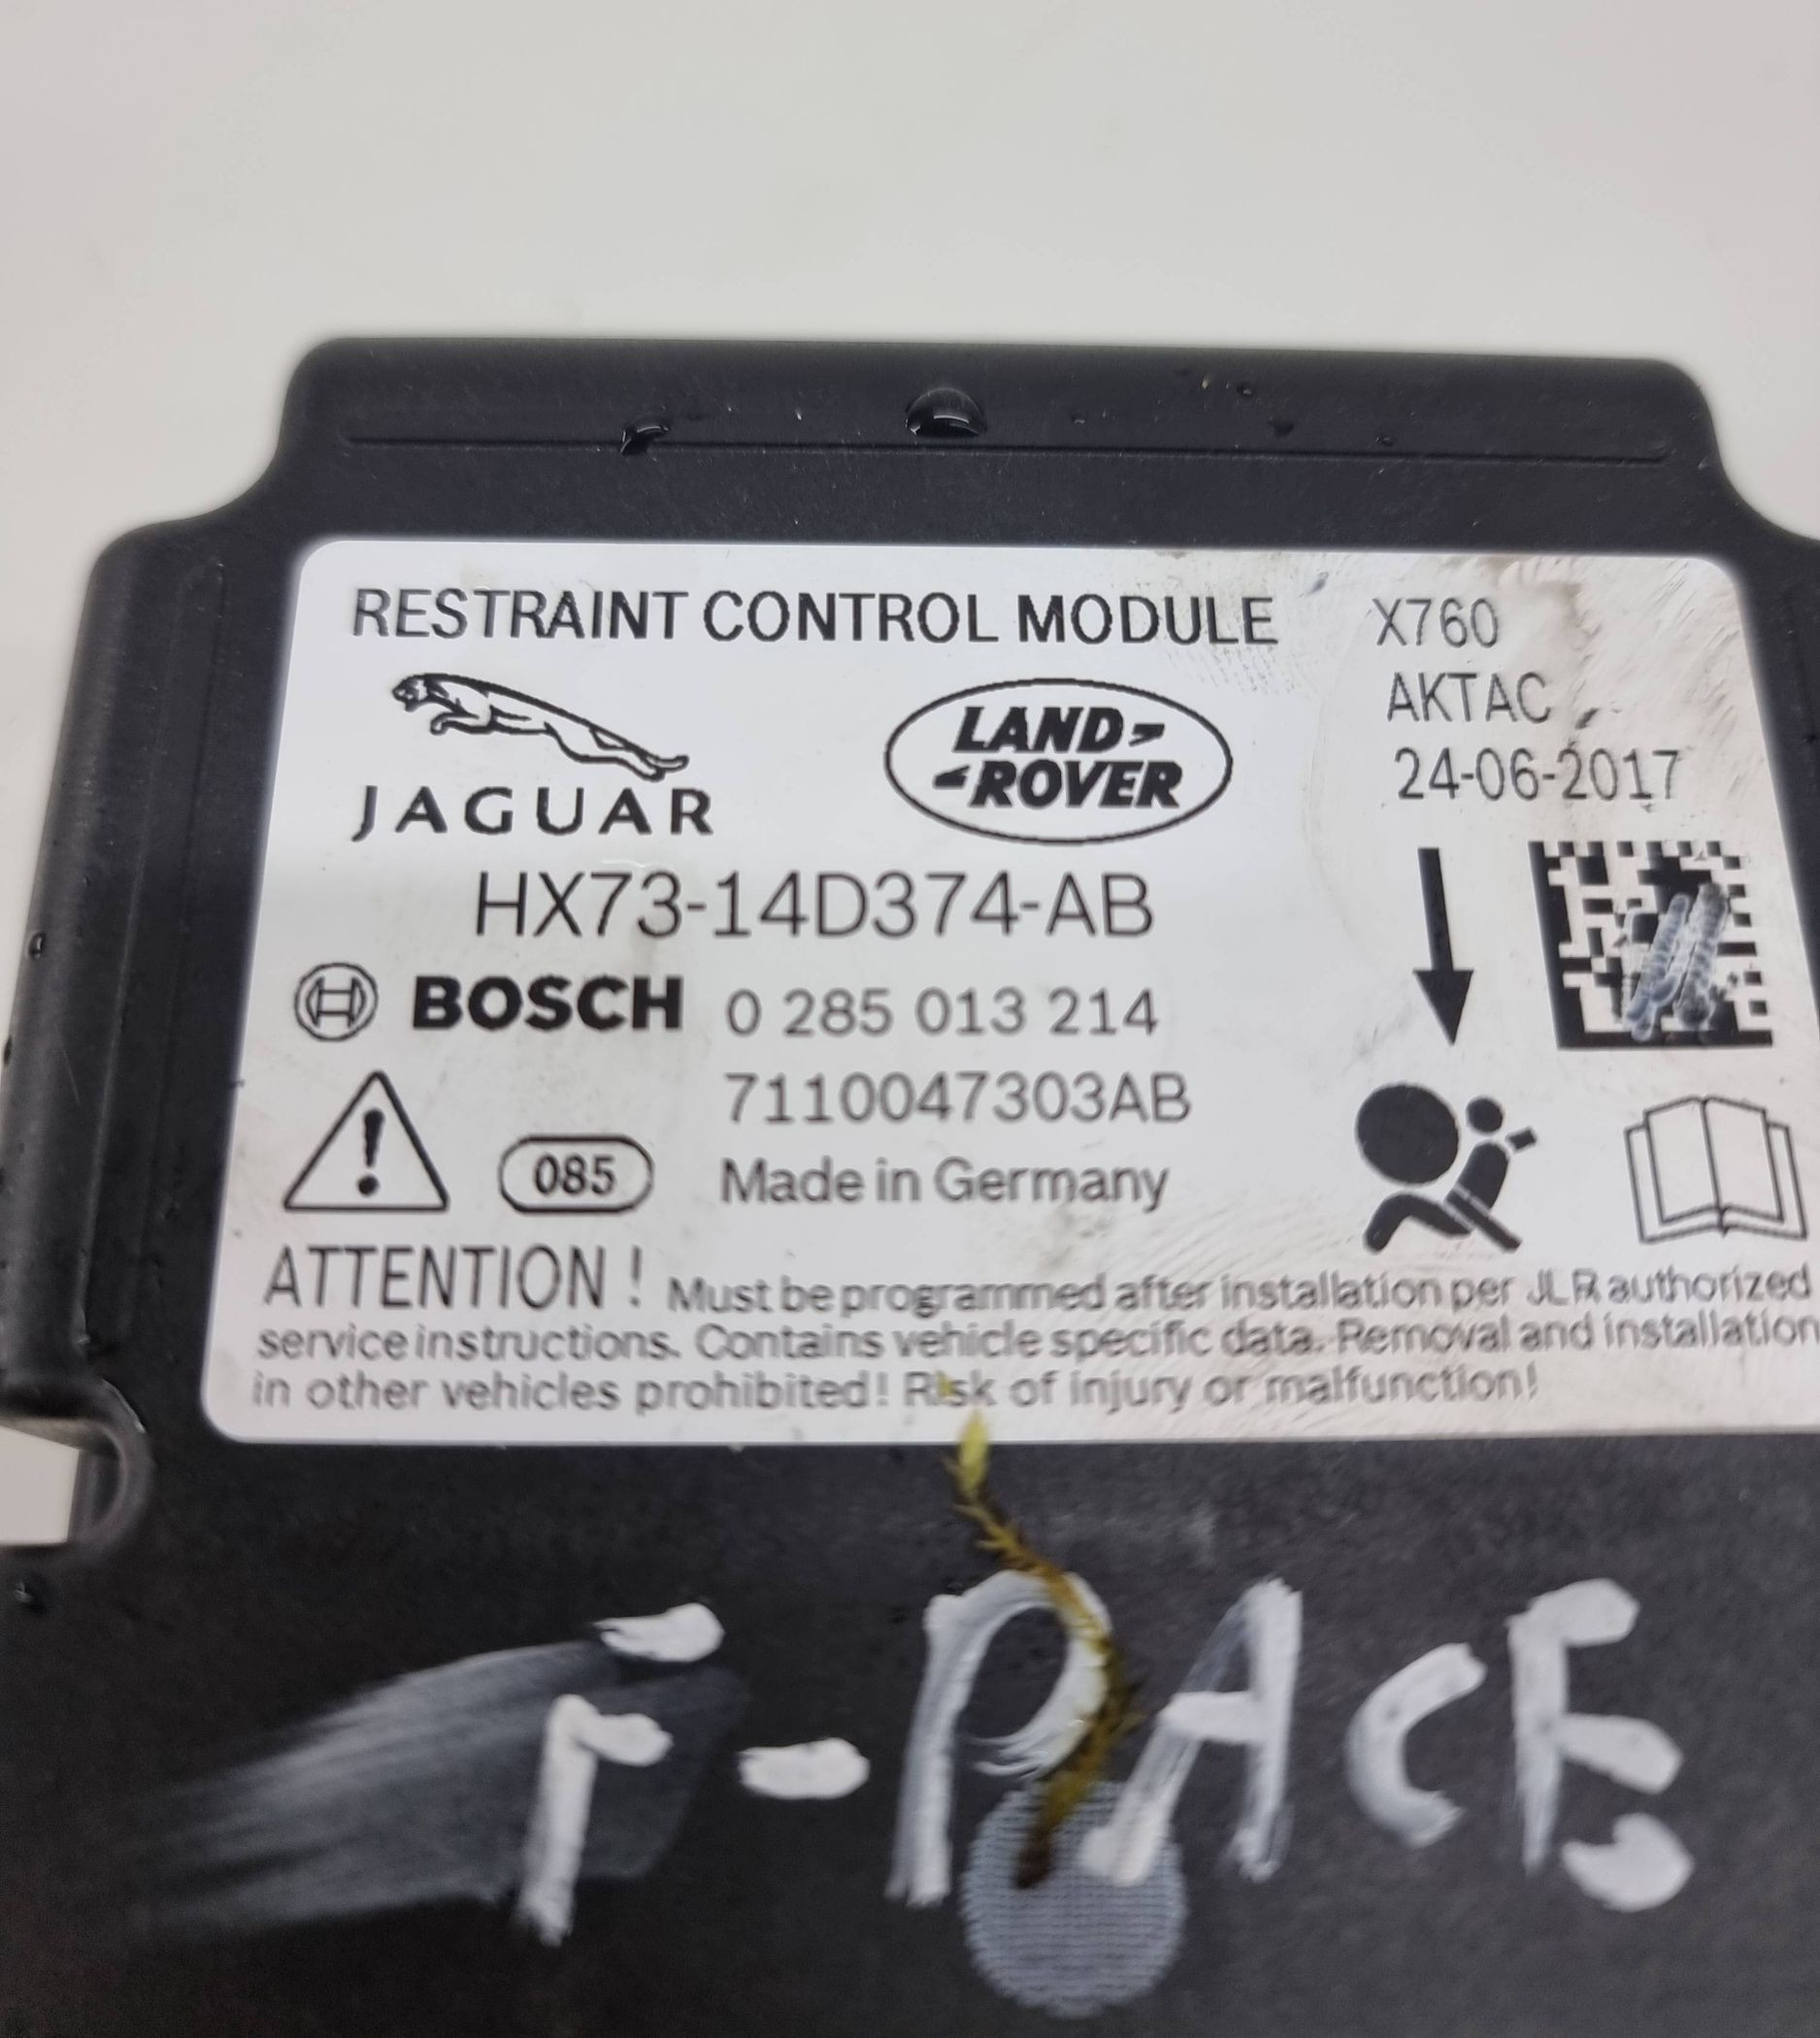 RESTRAINT CONTROL MODULE X760
AKTAC
24-06-2017
JAGUAR
LAND-
-ROVER
HX73-14D374-AB
BOSCH 0 285 013 214
7110047303AB
085 Made in Germany
ATTENTION! Must be programmed after installation per JLR authorized
service instructions. Contains vehicle specific data. Removal and installation
in other vehicles prohibited! Risk of injury or malfunction!
F-PACE